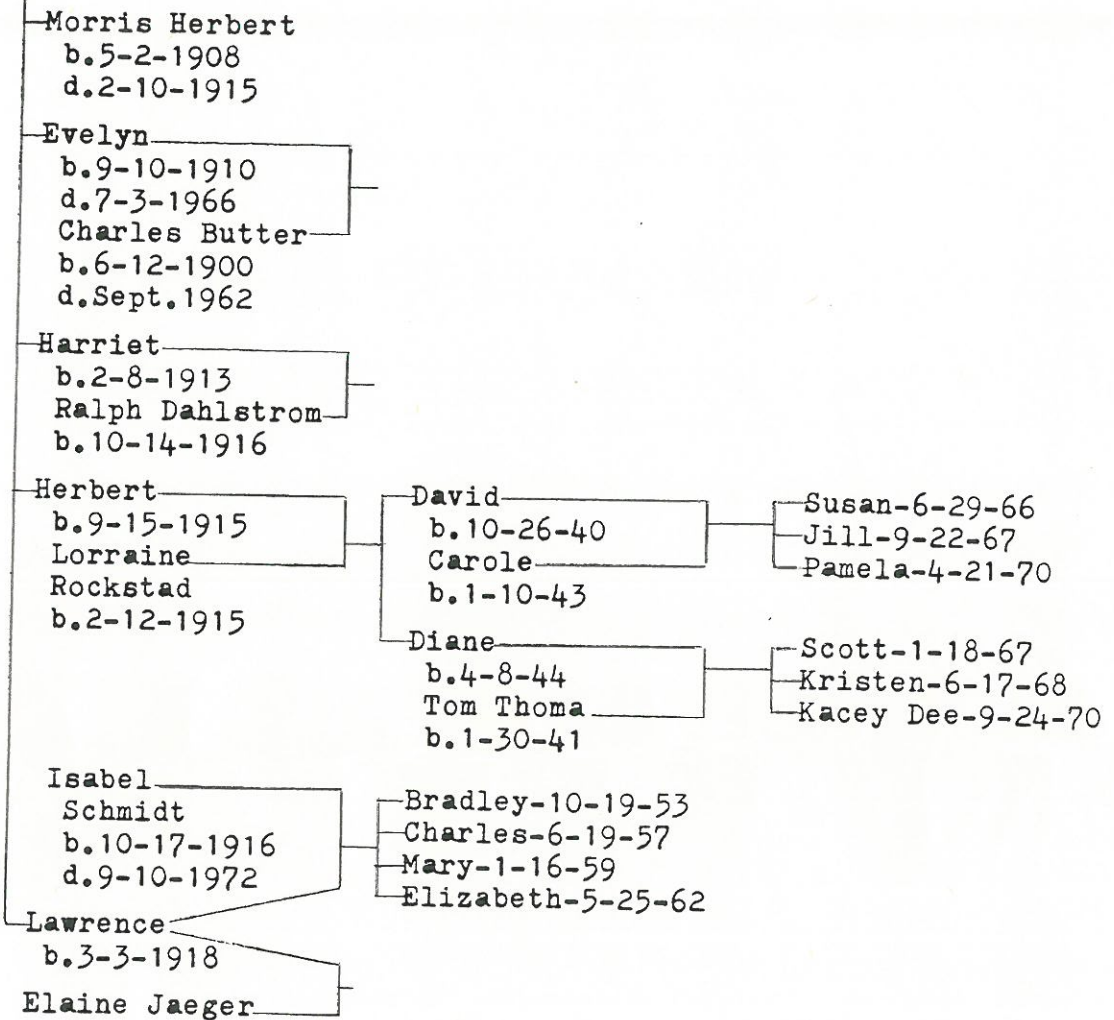 Morris Herbert
b.5-2-1908
d.2-10-1915
Evelyn
b.9-10-1910
d.7-3-1966
Charles Butter
b.6-12-1900
d.Sept.1962
Harriet
b.2-8-1913
Ralph Dahlstrom
b.10-14-1916
Herbert
b.9-15-1915
Lorraine
Rockstad
b.2-12-1915
David
b.10-26-40
Carole
b.1-10-43
Susan-6-29-66
Jill-9-22-67
Pamela-4-21-70
Diane
b.4-8-44
Tom Thoma
b.1-30-41
Scott-1-18-67
Kristen-6-17-68
Kacey Dee-9-24-70
Isabel
Schmidt
b.10-17-1916
d.9-10-1972
Bradley-10-19-53
Charles-6-19-57
Mary-1-16-59
Elizabeth-5-25-62
Lawrence
b.3-3-1918
Elaine Jaeger